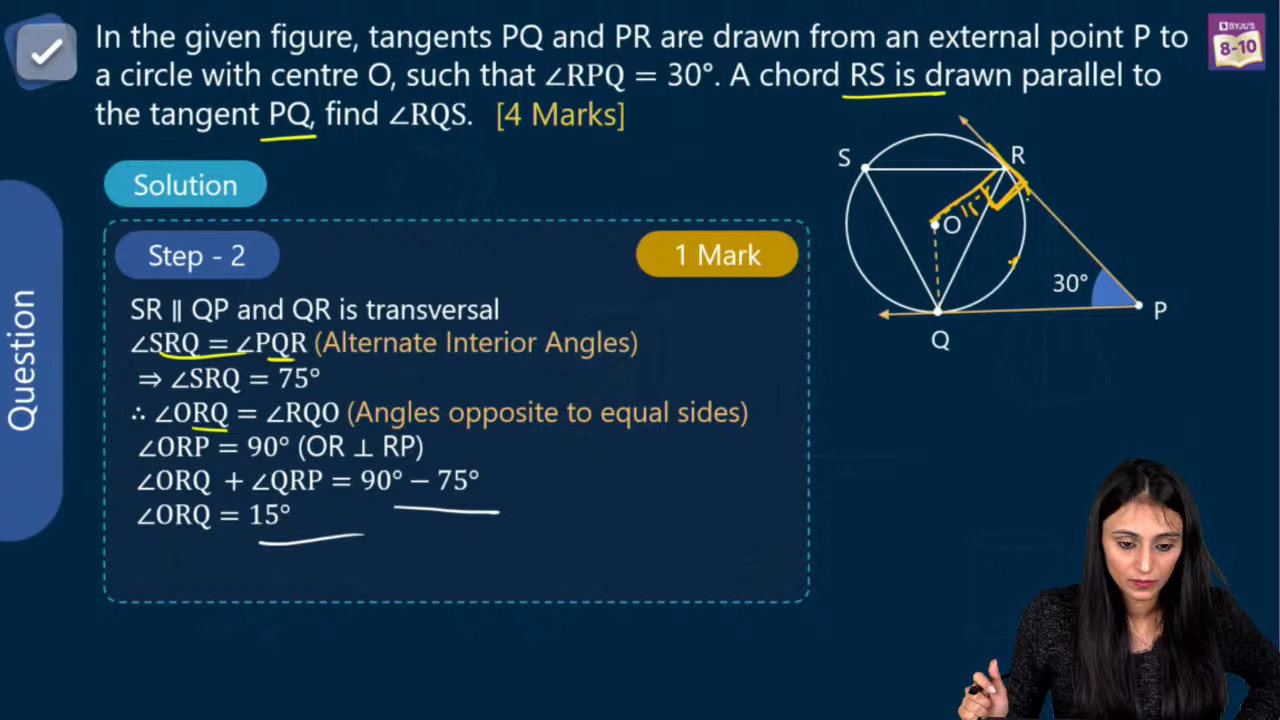 In the given figure, tangents PQ and PR are drawn from an external point P to
a circle with centre O, such that ∠RPQ = 30°. A chord RS is drawn parallel to
the tangent PQ, find ∠RQS. [4 Marks]
BYJU'S
8-10
Question
Solution
Step - 2
1 Mark
SR ∥ QP and QR is transversal
∠SRQ = ∠PQR (Alternate Interior Angles)
⇒ ∠SRQ = 75°
∴ ∠ORQ = ∠RQO (Angles opposite to equal sides)
∠ORP = 90° (OR ⊥ RP)
∠ORQ + ∠QRP = 90° − 75°
∠ORQ = 15°
S
R
O
30°
P
Q